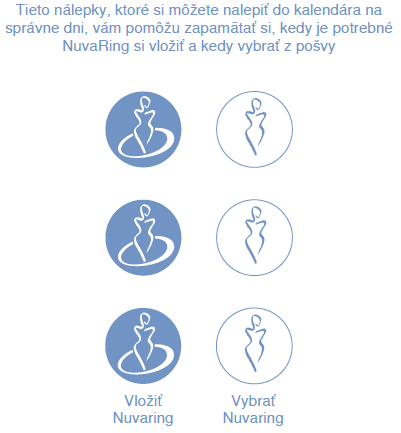 Tieto nálepky, ktoré si môžete nalepiť do kalendára na
správne dni, vám pomôžu zapamätať si, kedy je potrebné
NuvaRing si vložiť a kedy vybrať z pošvy
Vložiť Vybrať
Nuvaring Nuvaring